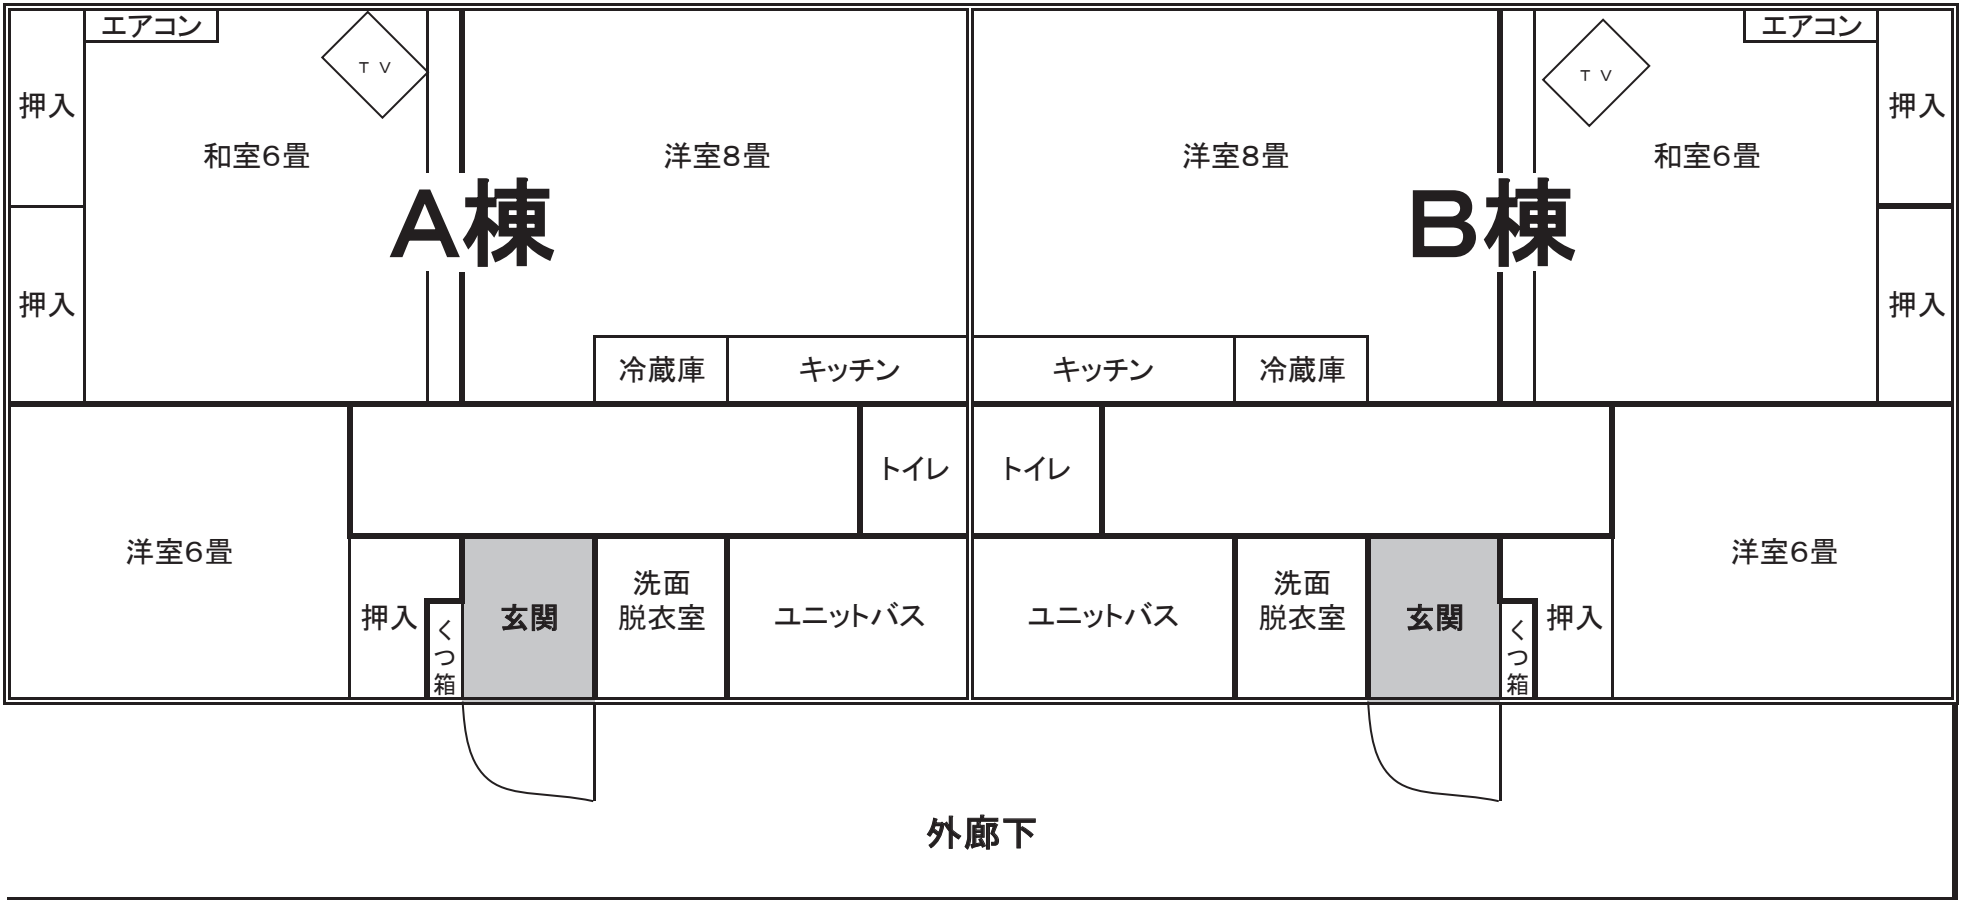 エアコン
TV
エアコン
TV
押入
押入
和室6畳
洋室8畳
洋室8畳
和室6畳
A棟
B棟
押入
押入
冷蔵庫
キッチン
キッチン
冷蔵庫
トイレ
トイレ
洋室6畳
洋室6畳
押入
くつ箱
玄関
洗面
脱衣室
ユニットバス
ユニットバス
洗面
脱衣室
玄関
くつ箱
押入
外廊下